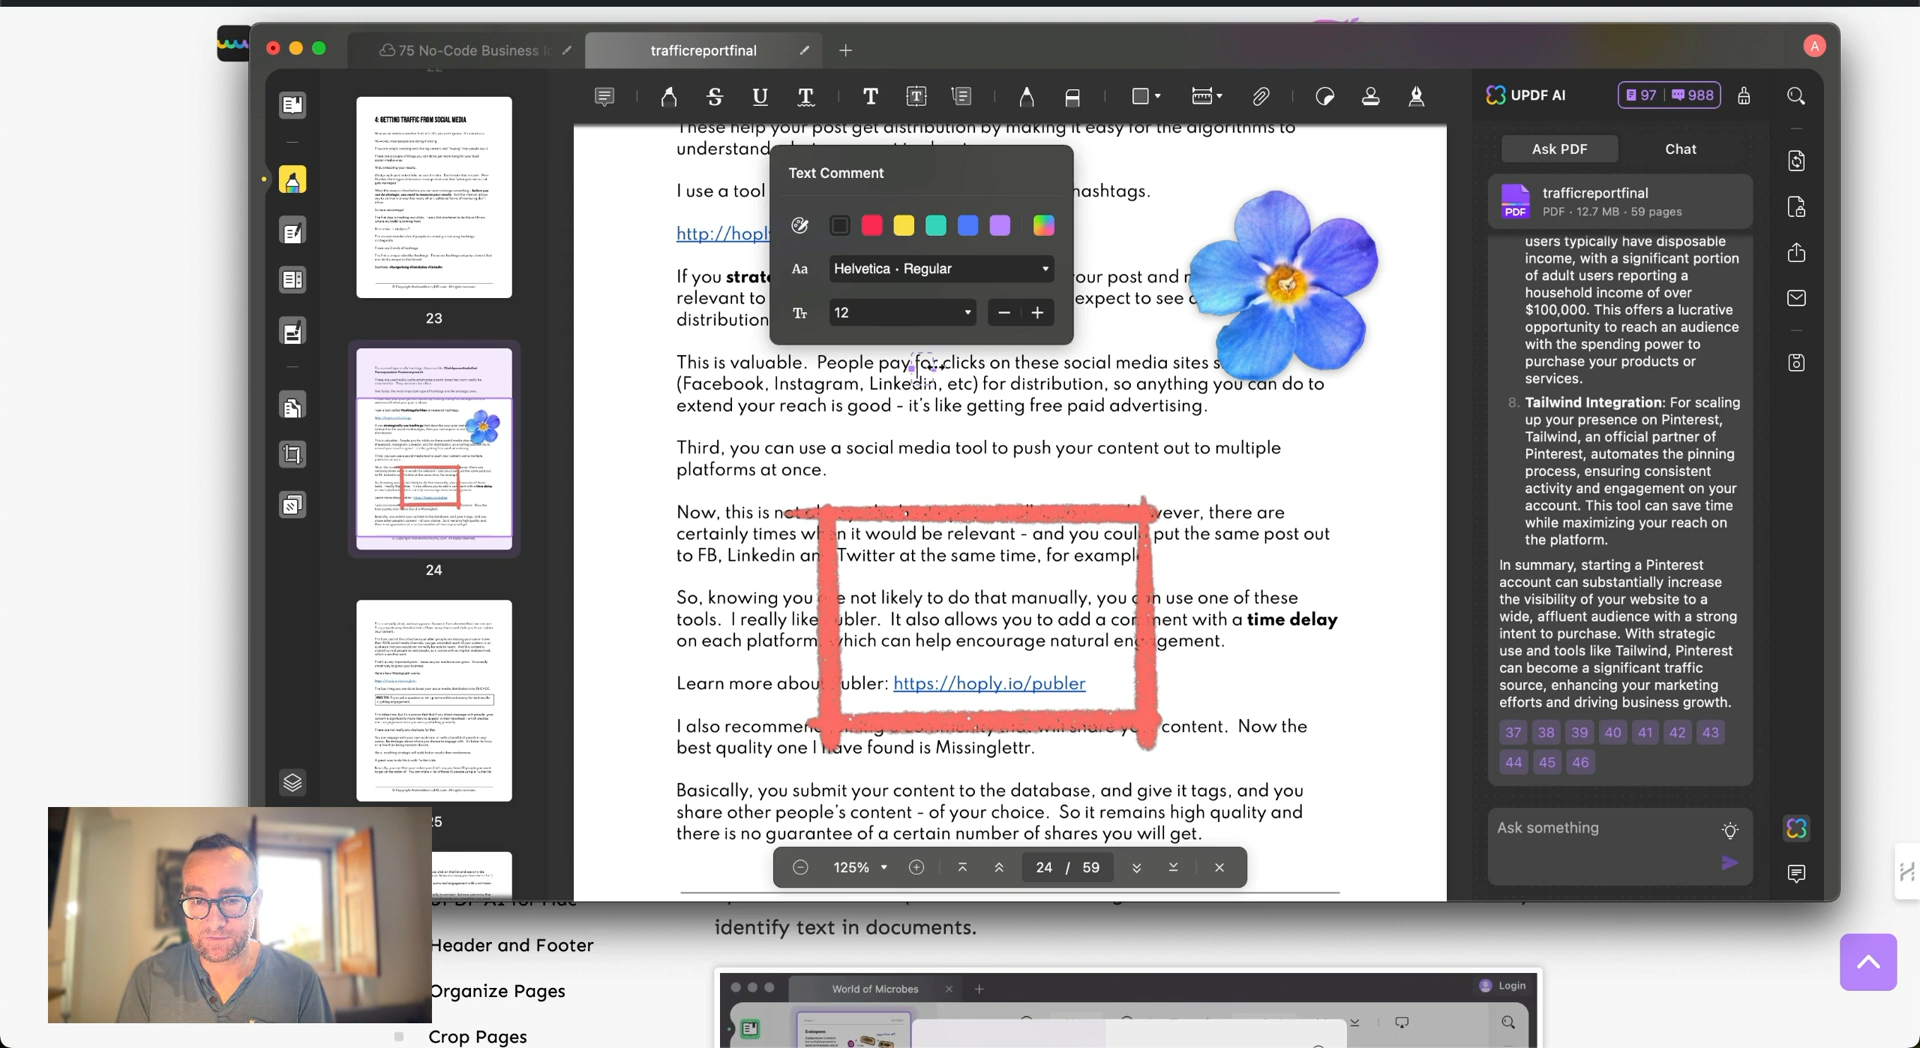 75 No-Code Business
trafficreportfinal
A
4: GETTING TRAFFIC FROM SOCIAL MEDIA
23
24
25
These help your post get distribution by making it easy for the algorithms to
understand
I use a tool
hashtags.
http://hopl
If you strate
our post and
relevant to
expect to see
distribution
This is valuable. People pay for clicks on these social media sites
(Facebook, Instagram, Linkedin, etc) for distribution, so anything you can do to
extend your reach is good - it's like getting free paid advertising.
Third, you can use a social media tool to push your content out to multiple
platforms at once.
Now, this is
there are
certainly times when it would be relevant - and you could put the same post out
to FB, Linkedin and Twitter at the same time, for example
So, knowing you are not likely to do that manually, you can use one of these
tools. I really like ubler. It also allows you to add a comment with a time delay
on each platform, which can help encourage natural engagement.
Learn more about ubler: https://hoply.io/publer
I also recommen
content. Now the
best quality one I have found is Missinglettr.
Basically, you submit your content to the database, and give it tags, and you
share other people's content - of your choice. So it remains high quality and
there is no guarantee of a certain number of shares you will get.
Text Comment
Aa Helvetica • Regular
Tr 12
125% 24 / 59
UPDF AI 97 988
Ask PDF Chat
trafficreportfinal
PDF PDF · 12.7 MB · 59 pages
users typically have disposable
income, with a significant portion
of adult users reporting a
household income of over
$100,000. This offers a lucrative
opportunity to reach an audience
with the spending power to
purchase your products or
services.
8. Tailwind Integration: For scaling
up your presence on Pinterest,
Tailwind, an official partner of
Pinterest, automates the pinning
process, ensuring consistent
activity and engagement on your
account. This tool can save time
while maximizing your reach on
the platform.
In summary, starting a Pinterest
account can substantially increase
the visibility of your website to a
wide, affluent audience with a strong
intent to purchase. With strategic
use and tools like Tailwind, Pinterest
can become a significant traffic
source, enhancing your marketing
efforts and driving business growth.
37 38 39 40 41 42 43
44 45 46
Ask something
Header and Footer
Organize Pages
Crop Pages
identify text in documents.
World of Microbes
Login